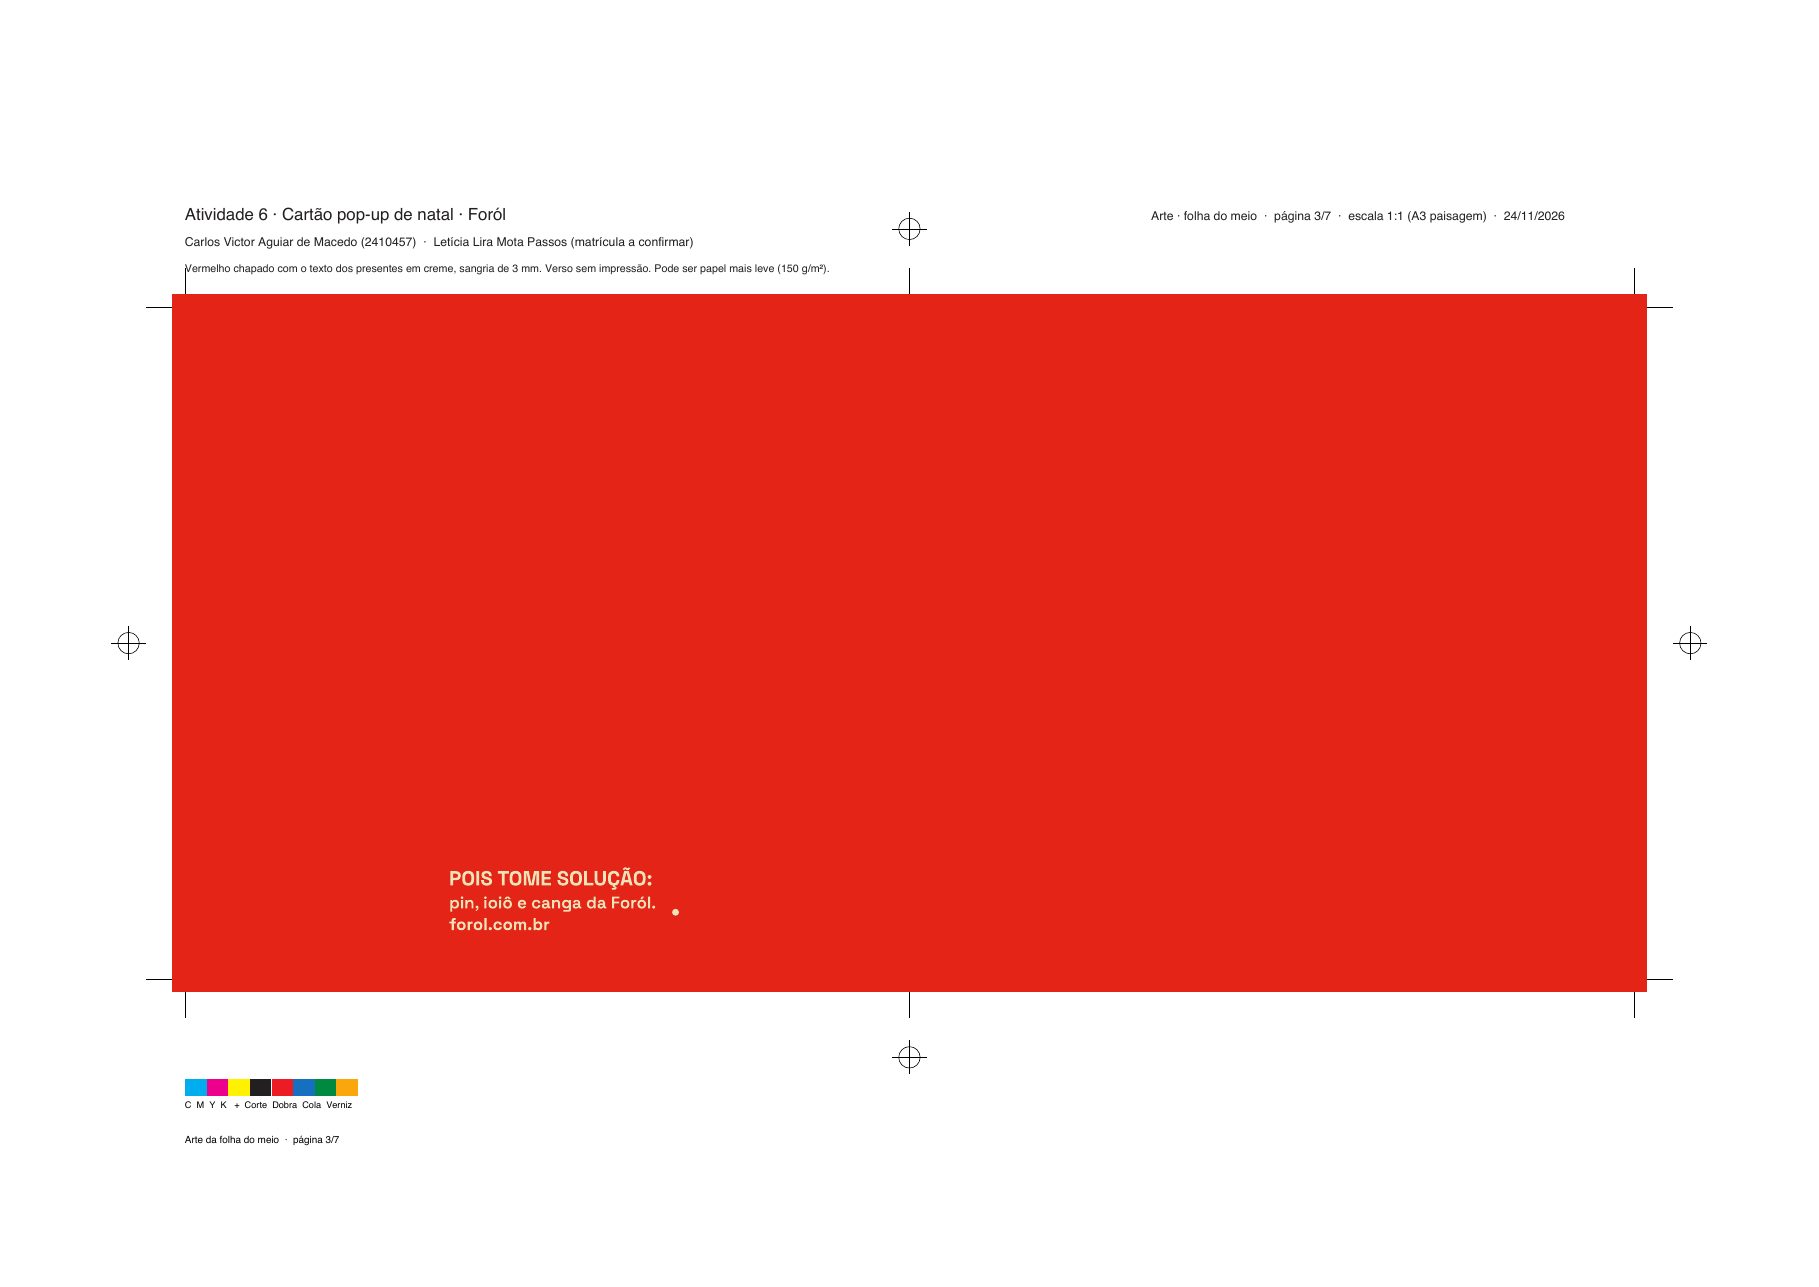 Atividade 6 · Cartão pop-up de natal · Foról
Arte · folha do meio · página 3/7 · escala 1:1 (A3 paisagem) · 24/11/2026
Carlos Victor Aguiar de Macedo (2410457) · Letícia Lira Mota Passos (matrícula a confirmar)
Vermelho chapado com o texto dos presentes em creme, sangria de 3 mm. Verso sem impressão. Pode ser papel mais leve (150 g/m²).
POIS TOME SOLUÇÃO:
pin, ioiô e canga da Foról.
forol.com.br
C M Y K + Corte Dobra Cola Verniz
Arte da folha do meio · página 3/7